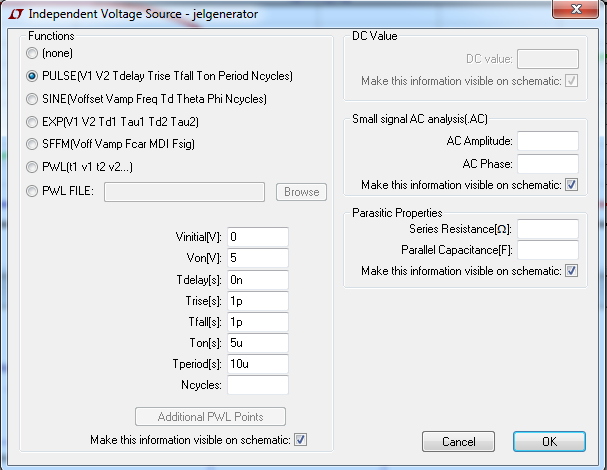 Independent Voltage Source - jelgenerator
Functions
(none)
PULSE(V1 V2 Tdelay Trise Tfall Ton Period Ncycles)
SINE(Voffset Vamp Freq Td Theta Phi Ncycles)
EXP(V1 V2 Td1 Tau1 Td2 Tau2)
SFFM(Voff Vamp Fcar MDI Fsig)
PWL(t1 v1 t2 v2...)
PWL FILE:
Browse
Vinitial[V]: 0
Von[V]: 5
Tdelay[s]: 0n
Trise[s]: 1p
Tfall[s]: 1p
Ton[s]: 5u
Tperiod[s]: 10u
Ncycles:
Additional PWL Points
Make this information visible on schematic:
DC Value
DC value:
Make this information visible on schematic:
Small signal AC analysis(.AC)
AC Amplitude:
AC Phase:
Make this information visible on schematic:
Parasitic Properties
Series Resistance[Ω]:
Parallel Capacitance[F]:
Make this information visible on schematic:
Cancel
OK